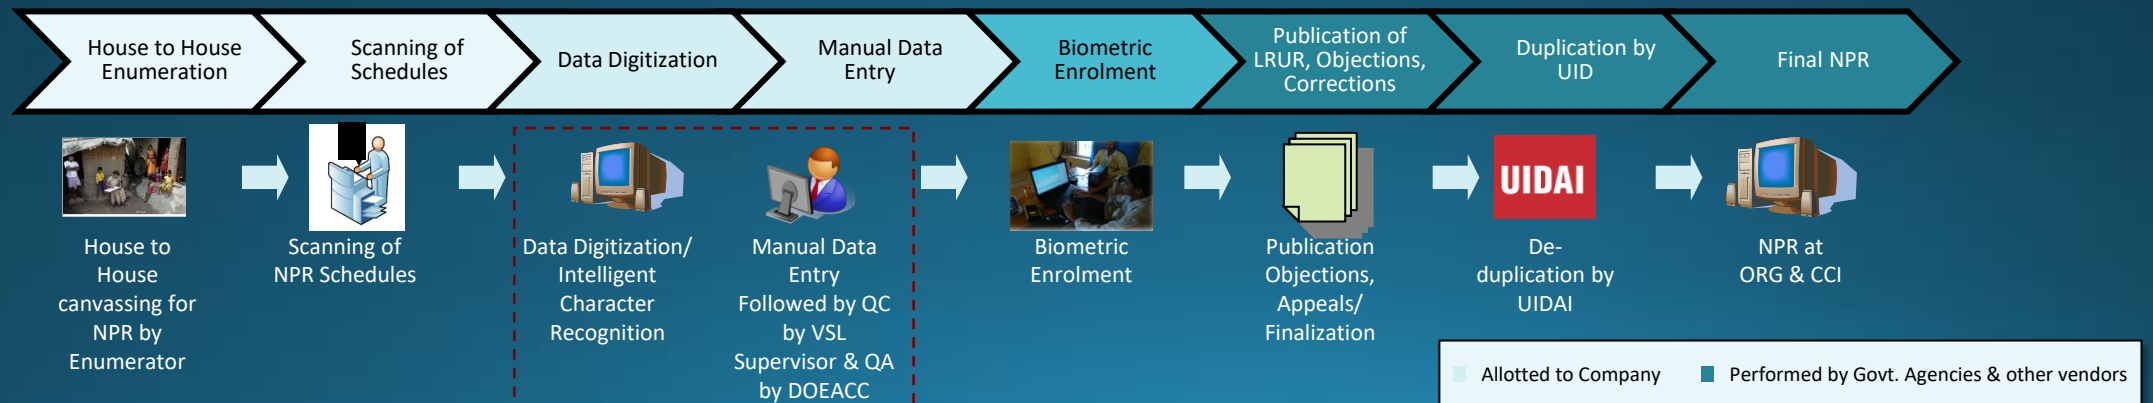 House to House
Enumeration
Scanning of
Schedules
Data Digitization
Manual Data
Entry
Biometric
Enrolment
Publication of
LRUR, Objections,
Corrections
Duplication by
UID
Final NPR
House to
House
canvassing for
NPR by
Enumerator
Scanning of
NPR Schedules
Data Digitization/
Intelligent
Character
Recognition
Manual Data
Entry
Followed by QC
by VSL
Supervisor & QA
by DOEACC
Biometric
Enrolment
Publication
Objections,
Appeals/
Finalization
UIDAI
De-
duplication by
UIDAI
NPR at
ORG & CCI
Allotted to Company
Performed by Govt. Agencies & other vendors